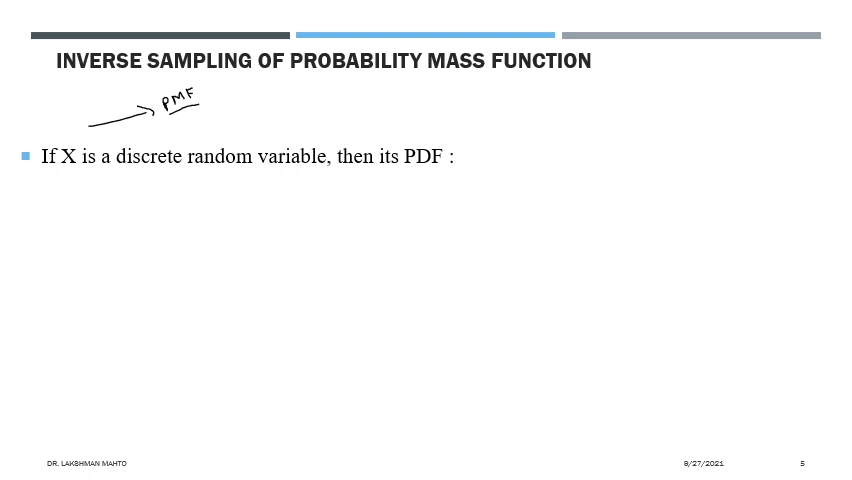 INVERSE SAMPLING OF PROBABILITY MASS FUNCTION
PMF
If X is a discrete random variable, then its PDF :
DR. LAKSHMAN MAHTO
9/27/2021
5